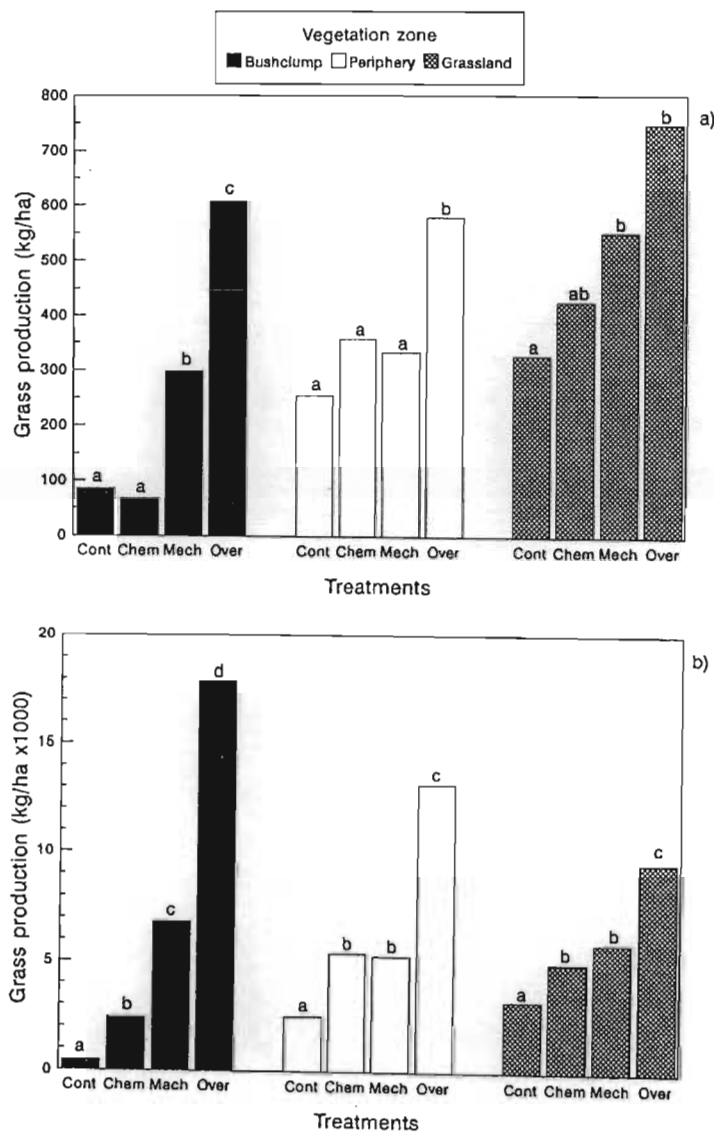 Vegetation zone
Bushclump Periphery Grassland
a)
Grass production (kg/ha)
800
700
600
500
400
300
200
100
0
a a b c
a a a b
a ab b b
Cont Chem Mech Over Cont Chem Mech Over Cont Chem Mech Over
Treatments
b)
Grass production (kg/ha x1000)
20
15
10
5
0
a b c d
a b b c
a b b c
Cont Chem Mach Over Cont Chem Mech Over Cont Chem Mech Over
Treatments